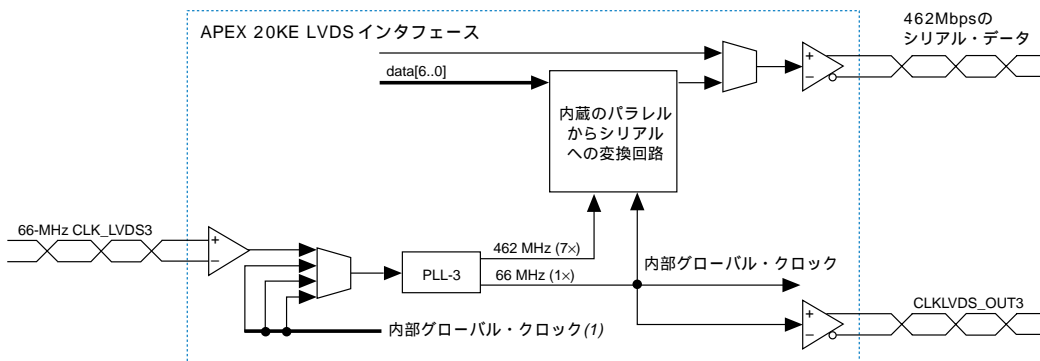 APEX 20KE LVDS インタフェース
462Mbpsの
シリアル・データ
data[6..0]
内蔵のパラレル
からシリアル
への変換回路
66-MHz CLK_LVDS3
PLL-3
462 MHz (7×)
66 MHz (1×)
内部グローバル・クロック
内部グローバル・クロック(1)
CLKLVDS_OUT3